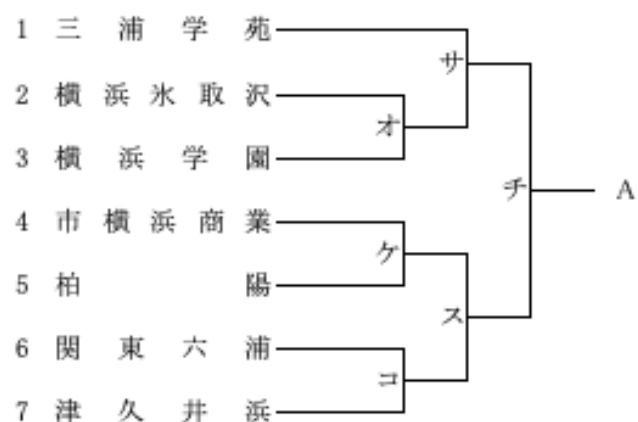 1 三浦学苑
サ
2 横浜氷取沢
オ
3 横浜学園
チ A
4 市横浜商業
ケ
5 柏陽
ス
6 関東六浦
コ
7 津久井浜